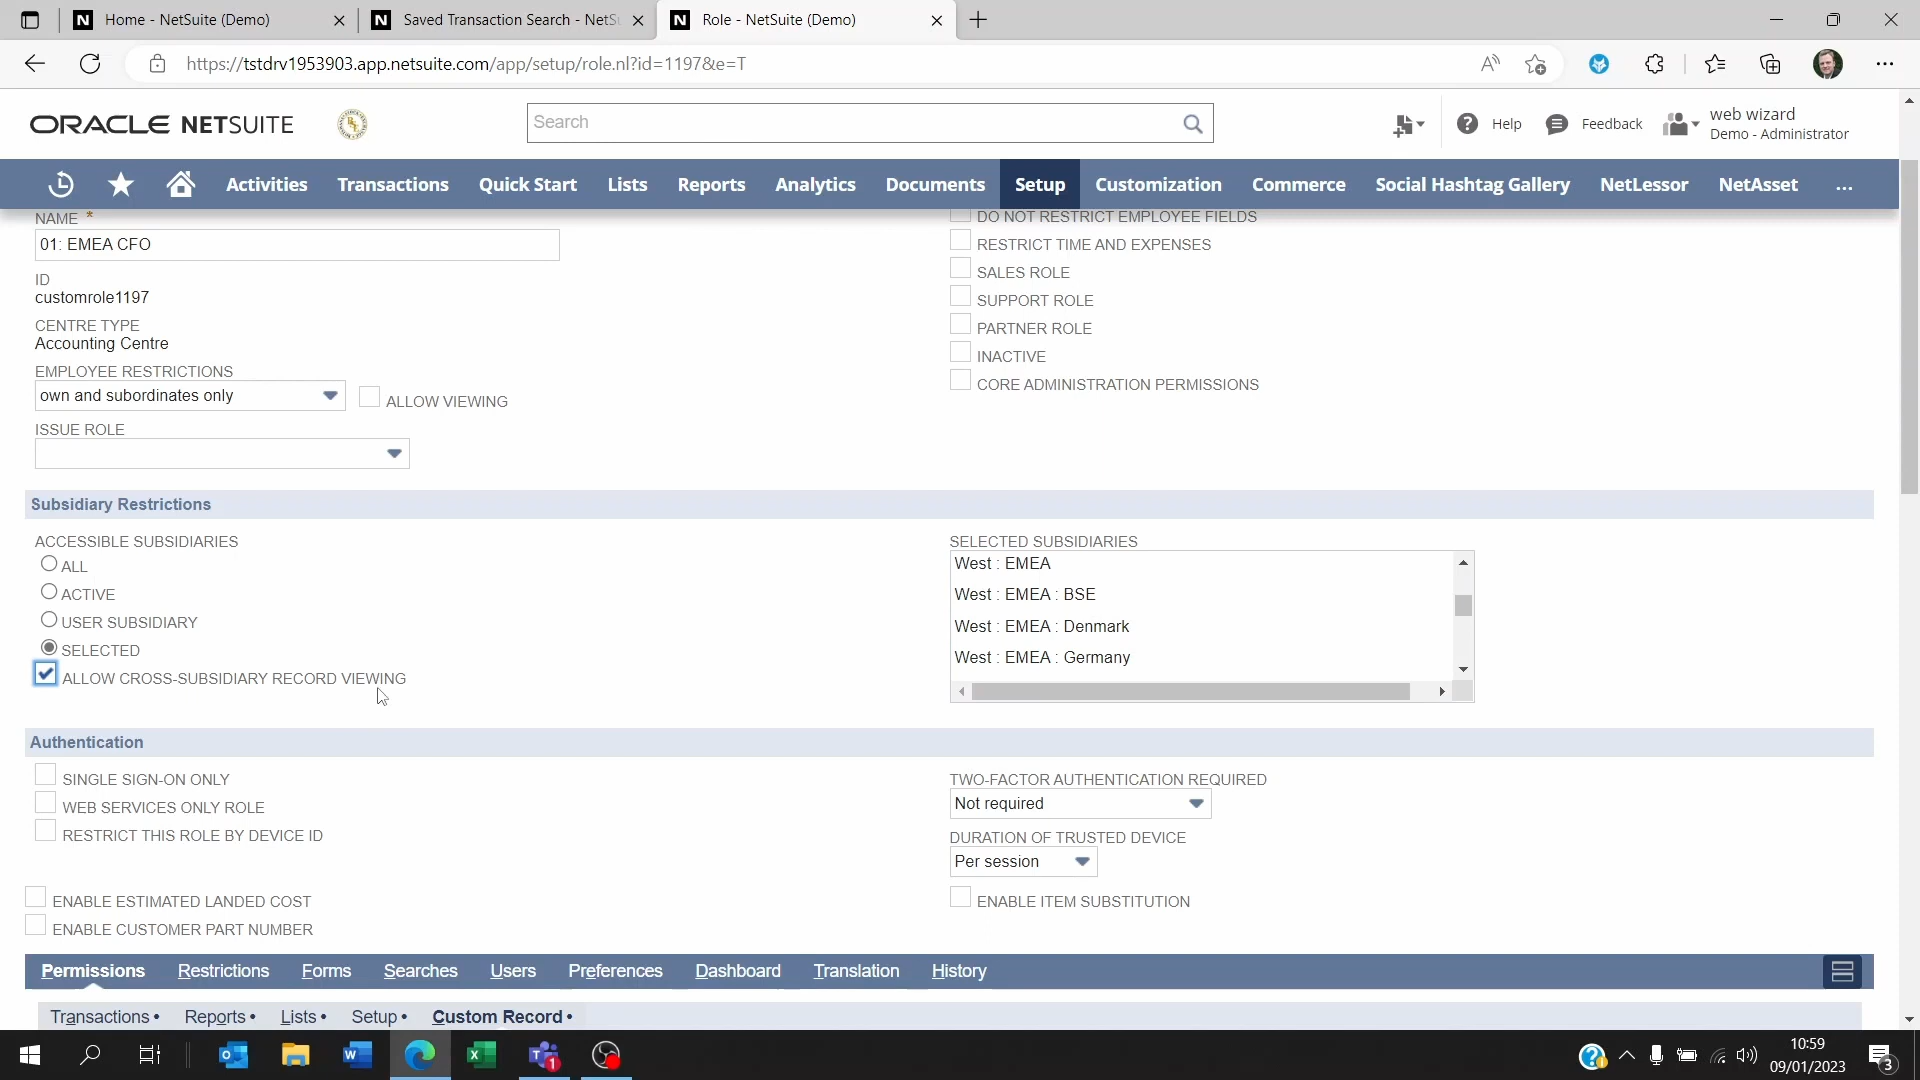 Home - NetSuite (Demo)
Saved Transaction Search - NetSu
Role - NetSuite (Demo)
https://tstdrv1953903.app.netsuite.com/app/setup/role.nl?id=1197&e=T
ORACLE NETSUITE
Search
Help
Feedback
web wizard
Demo - Administrator
Activities
Transactions
Quick Start
Lists
Reports
Analytics
Documents
Setup
Customization
Commerce
Social Hashtag Gallery
NetLessor
NetAsset
...
NAME *
01: EMEA CFO
ID
customrole1197
CENTRE TYPE
Accounting Centre
EMPLOYEE RESTRICTIONS
own and subordinates only
ALLOW VIEWING
ISSUE ROLE
DO NOT RESTRICT EMPLOYEE FIELDS
RESTRICT TIME AND EXPENSES
SALES ROLE
SUPPORT ROLE
PARTNER ROLE
INACTIVE
CORE ADMINISTRATION PERMISSIONS
Subsidiary Restrictions
ACCESSIBLE SUBSIDIARIES
ALL
ACTIVE
USER SUBSIDIARY
SELECTED
ALLOW CROSS-SUBSIDIARY RECORD VIEWING
SELECTED SUBSIDIARIES
West : EMEA
West : EMEA : BSE
West : EMEA : Denmark
West : EMEA : Germany
Authentication
SINGLE SIGN-ON ONLY
WEB SERVICES ONLY ROLE
RESTRICT THIS ROLE BY DEVICE ID
TWO-FACTOR AUTHENTICATION REQUIRED
Not required
DURATION OF TRUSTED DEVICE
Per session
ENABLE ESTIMATED LANDED COST
ENABLE CUSTOMER PART NUMBER
ENABLE ITEM SUBSTITUTION
Permissions
Restrictions
Forms
Searches
Users
Preferences
Dashboard
Translation
History
Transactions •
Reports •
Lists •
Setup •
Custom Record •
10:59
09/01/2023
3